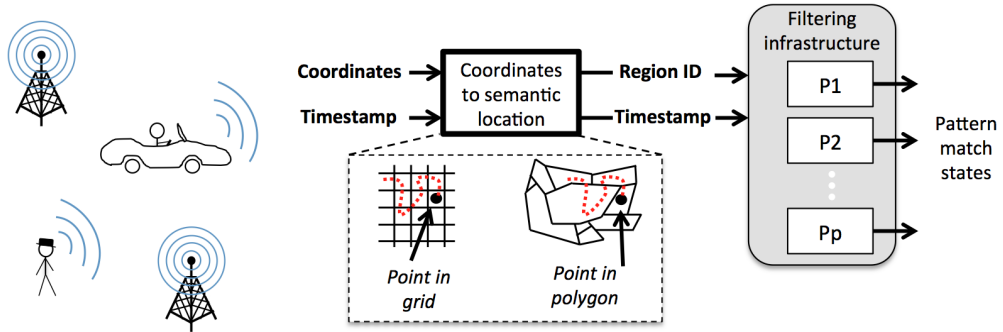 Coordinates
Timestamp
Coordinates
to semantic
location
Region ID
Timestamp
Filtering
infrastructure
P1
P2
Pp
Pattern
match
states
Point in
grid
Point in
polygon